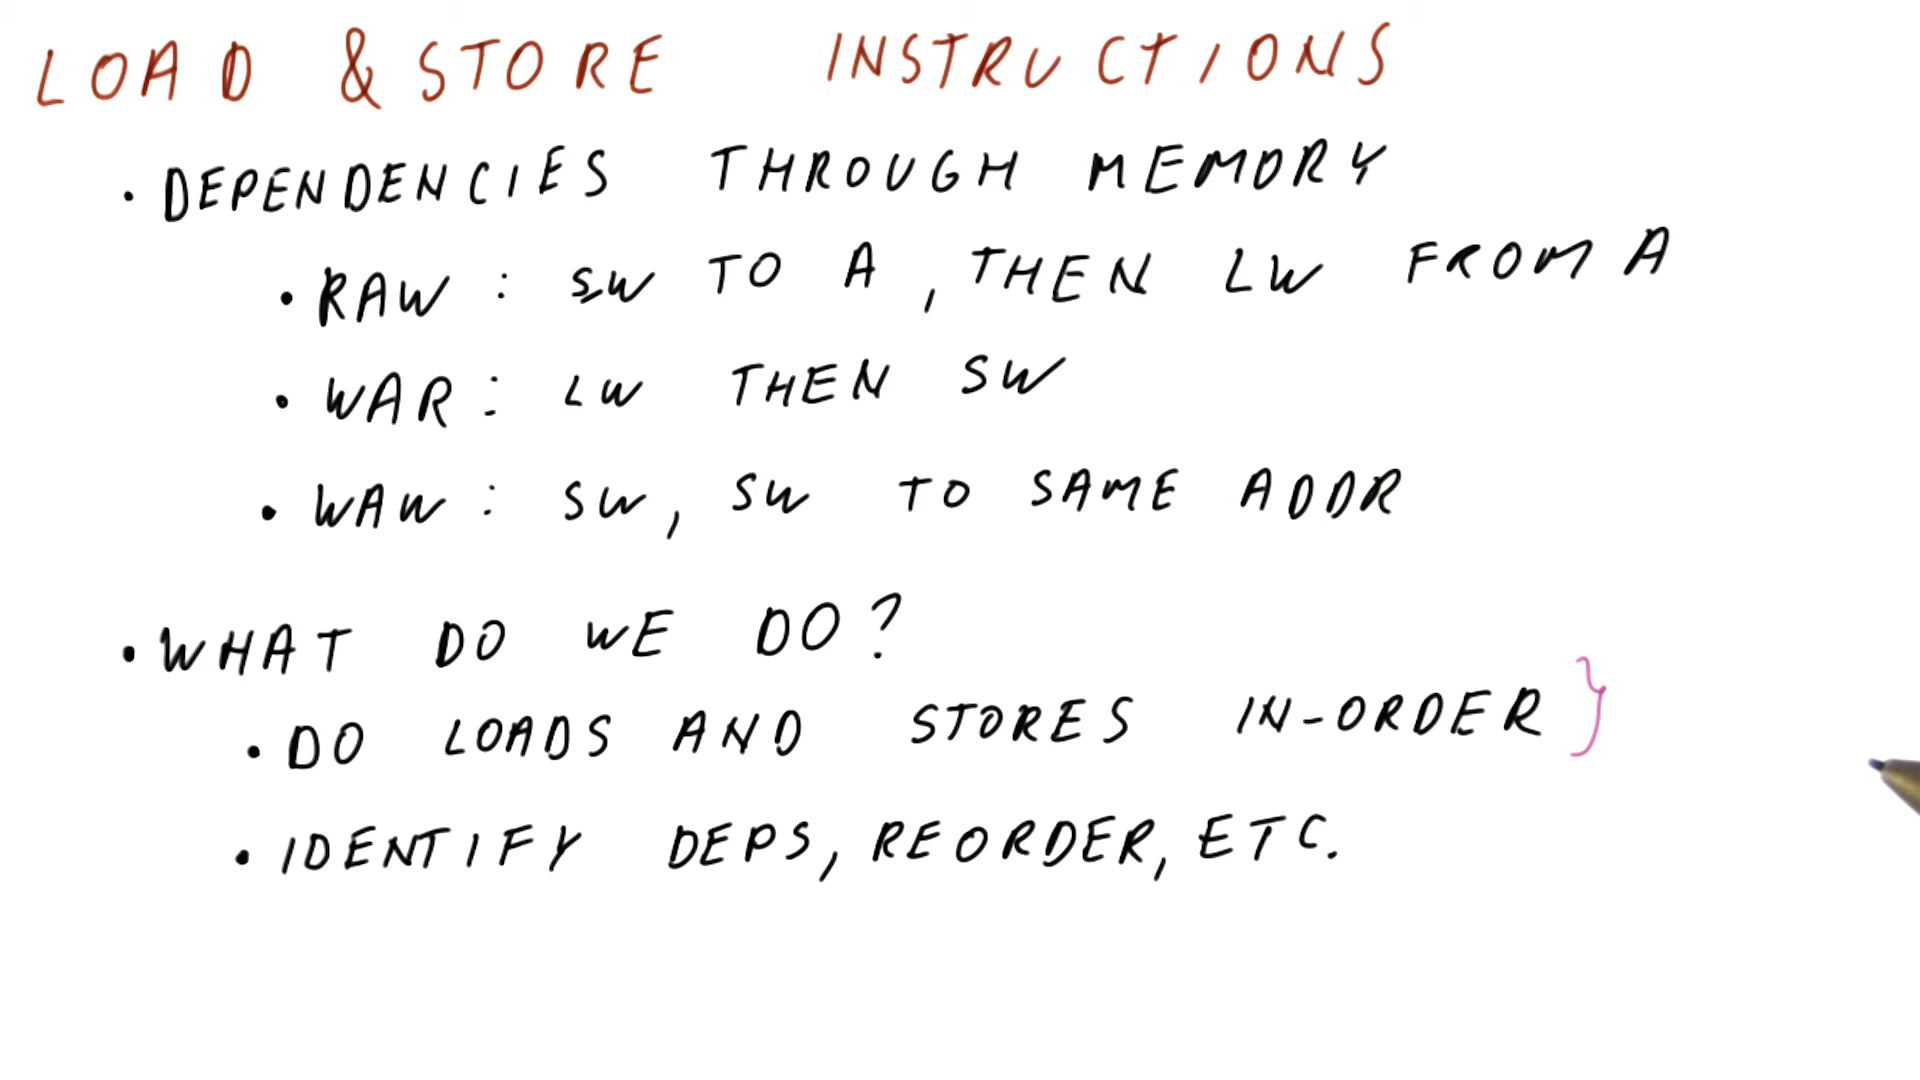 LOAD & STORE INSTRUCTIONS
• DEPENDENCIES THROUGH MEMORY
• RAW : SW TO A , THEN LW FROM A
• WAR : LW THEN SW
• WAW : SW, SW TO SAME ADDR
• WHAT DO WE DO?
• DO LOADS AND STORES IN-ORDER }
• IDENTIFY DEPS, REORDER, ETC.